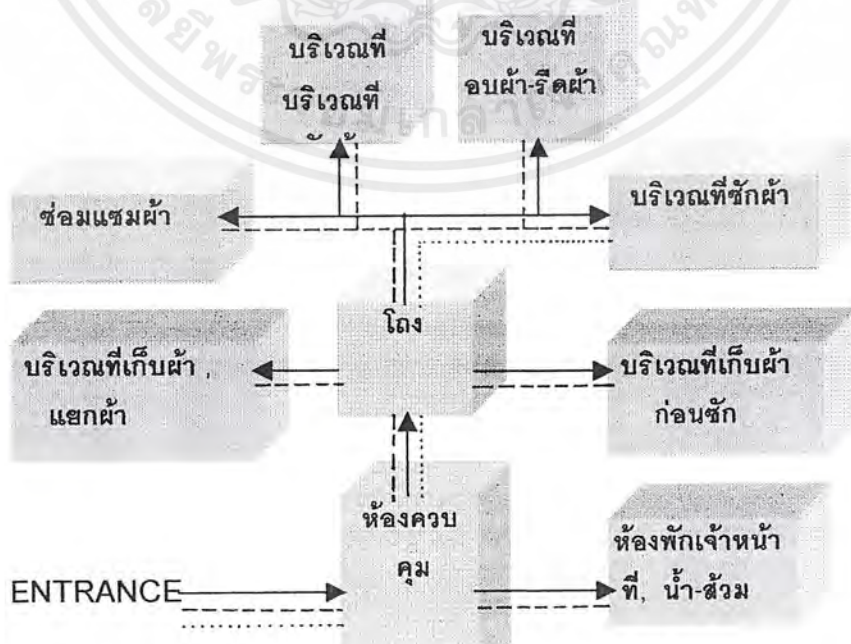 บริเวณที่
บริเวณที่
บริเวณที่
อบผ้า-รีดผ้า
ซ่อมแซมผ้า
บริเวณที่ซักผ้า
โถง
บริเวณที่เก็บผ้า ,
แยกผ้า
บริเวณที่เก็บผ้า
ก่อนซัก
ห้องควบ
คุม
ห้องพักเจ้าหน้า
ที่, น้ำ-ส้วม
ENTRANCE